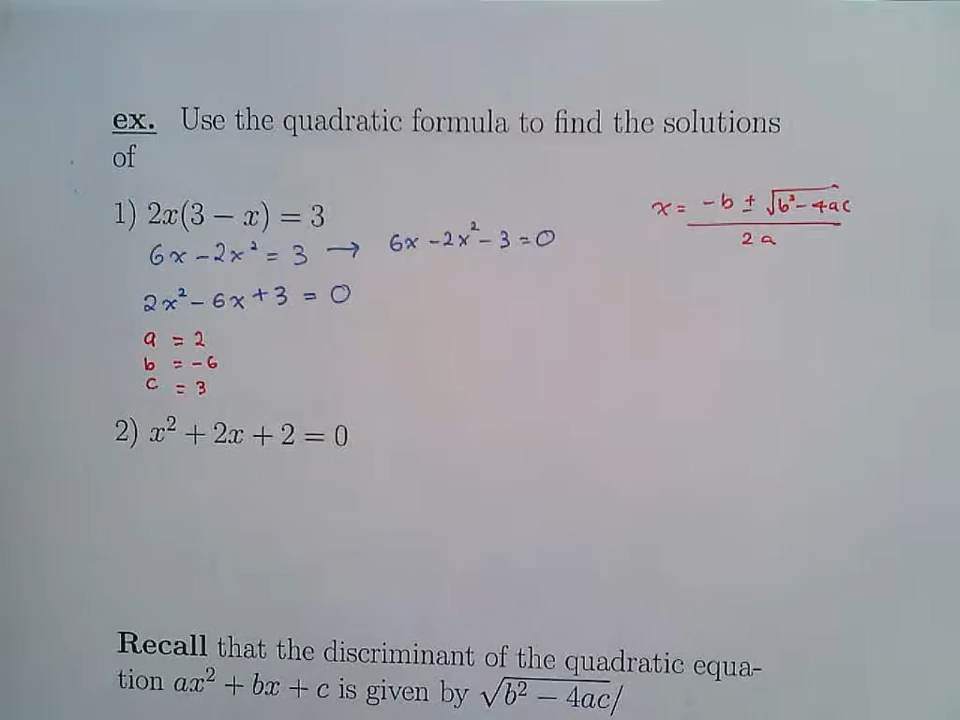 ex. Use the quadratic formula to find the solutions
of
1) 2x(3 − x) = 3
x = −b ± √b² − 4ac / 2a
6x − 2x² = 3 → 6x − 2x² − 3 = 0
2x² − 6x + 3 = 0
a = 2
b = −6
c = 3
2) x² + 2x + 2 = 0
Recall that the discriminant of the quadratic equa-
tion ax² + bx + c is given by √b² − 4ac/